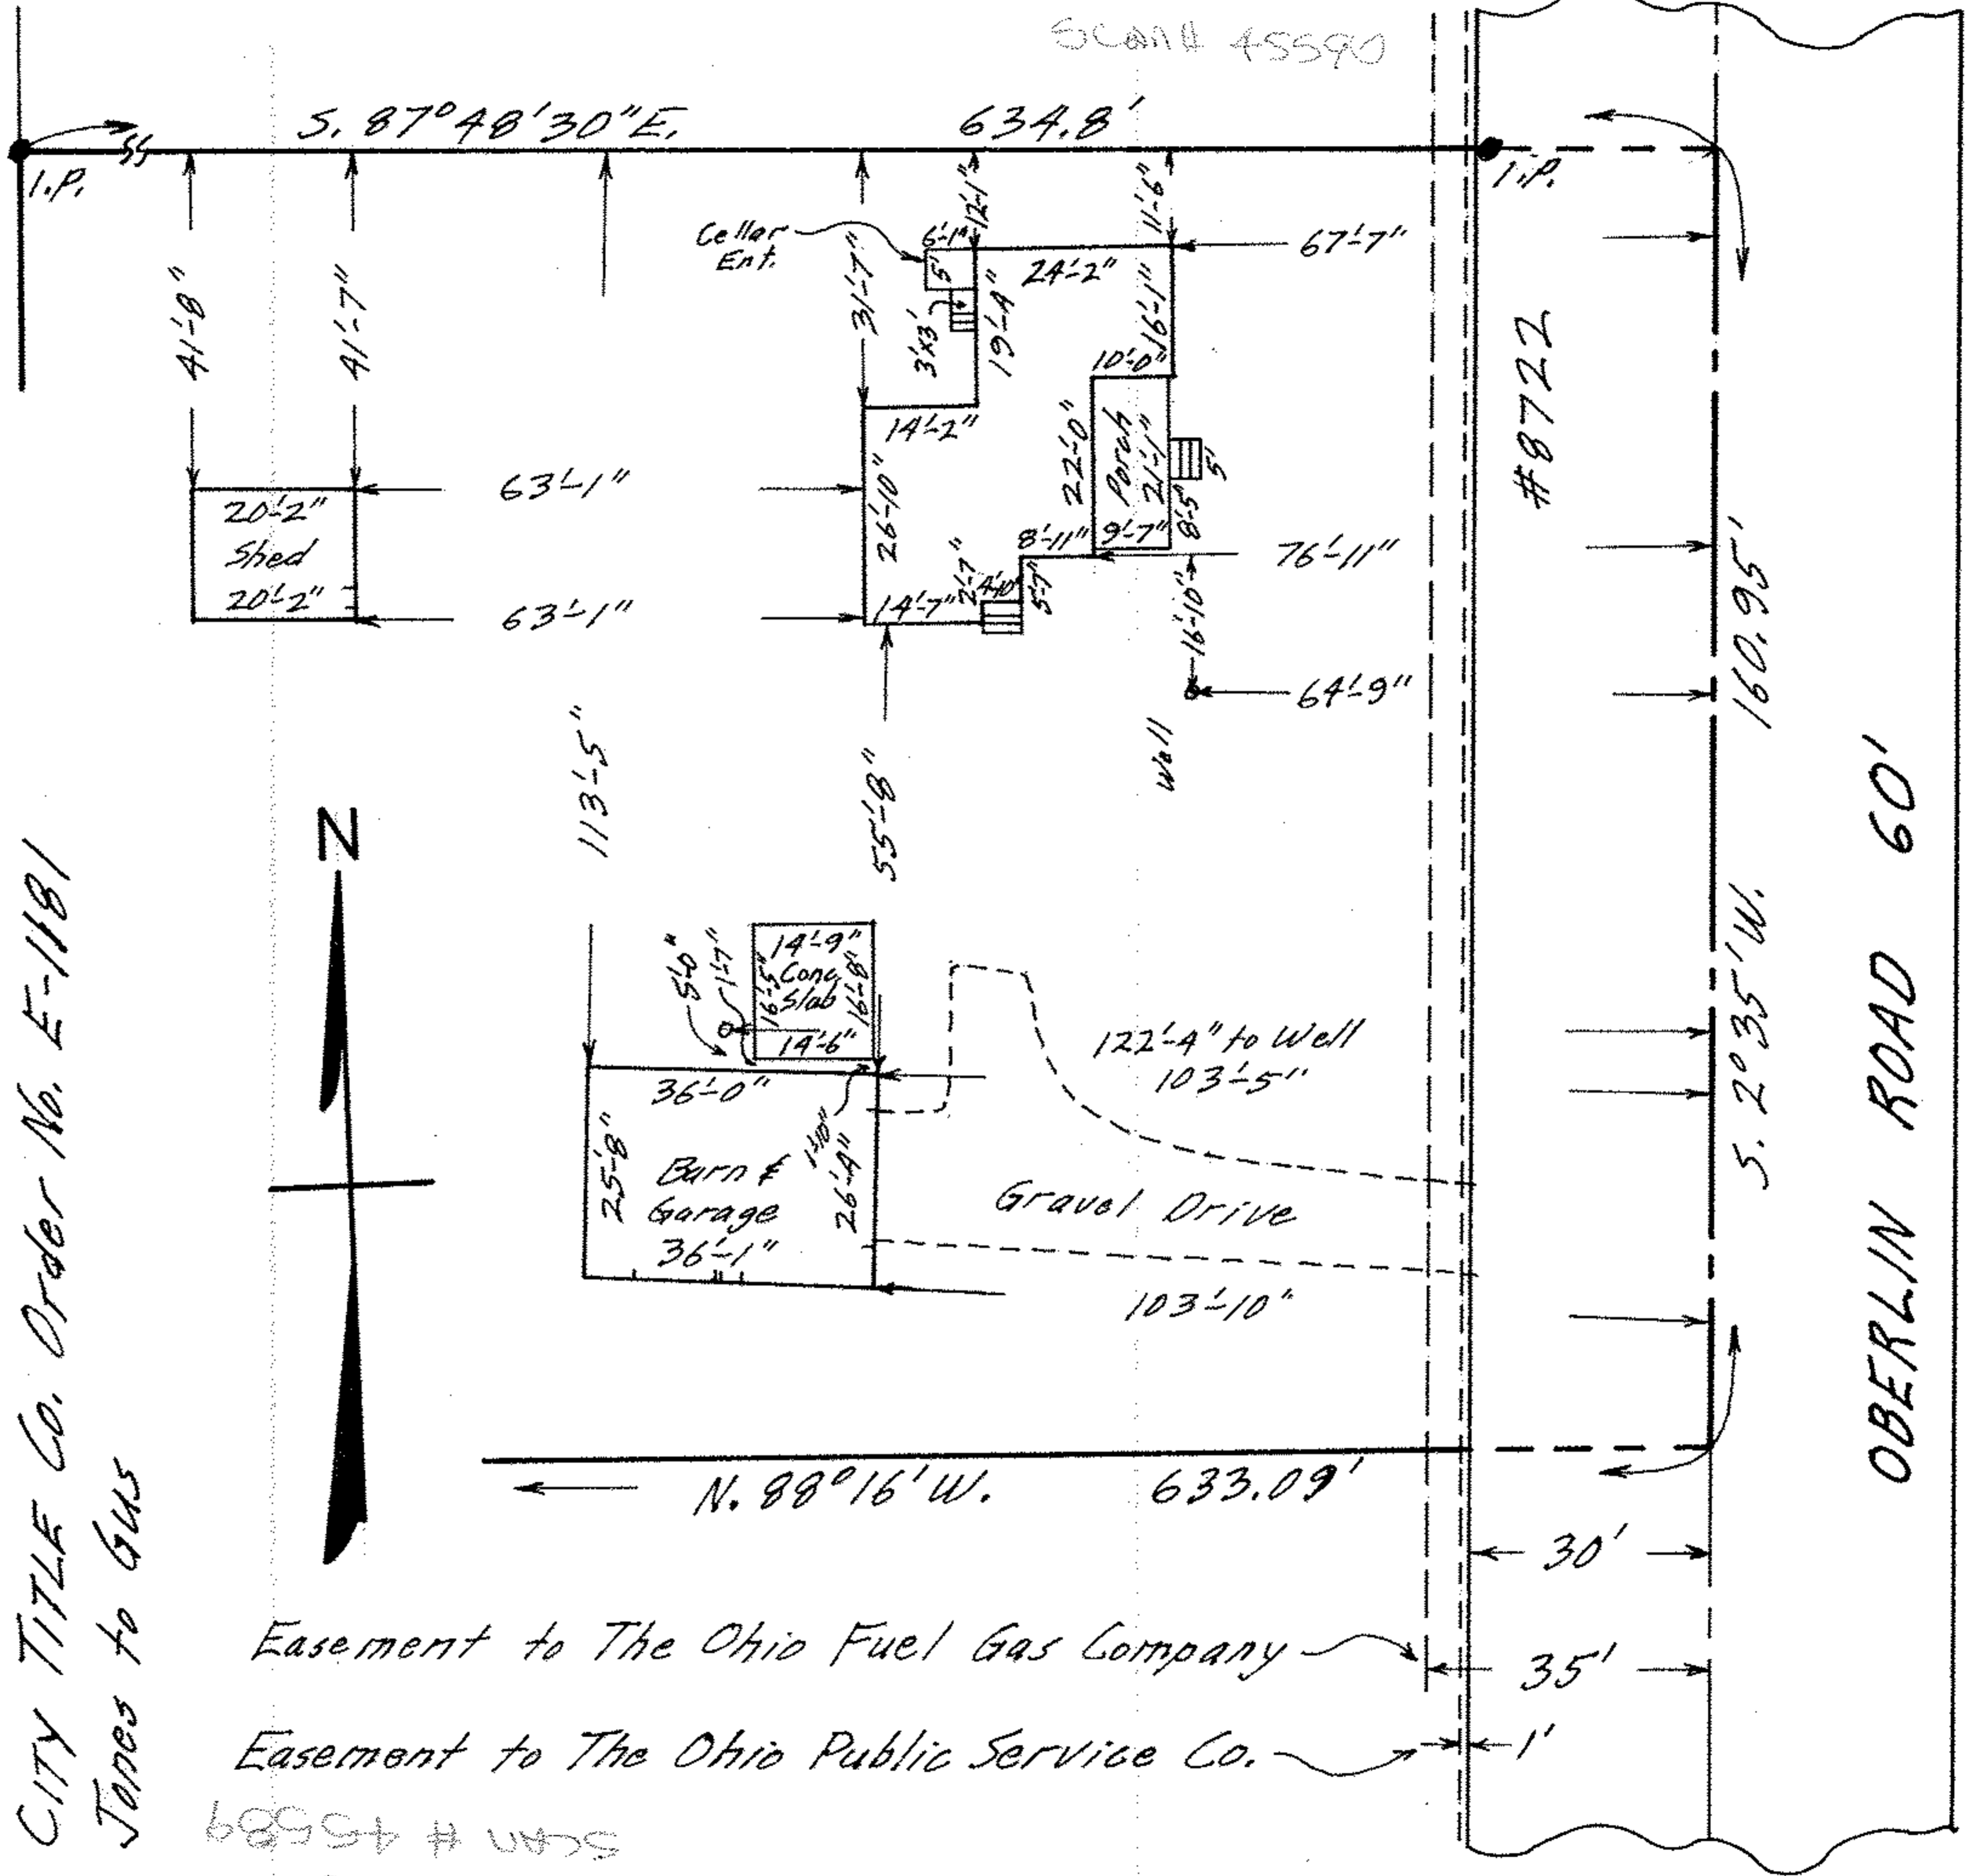 Scan# 45590
S. 87°48'30"E. 634.8'
I.P.
I.P.
41'-8"
41'-7"
31'-7"
12'-1"
11'-6"
Cellar
Ent.
6'-1"
5'
3'x3'
19'-4"
24'-2"
16'-1"
67'-7"
#8722
10'-0"
14'-2"
22'-0"
Porch
21'-1"
5'
8'-5"
9'-7"
8'-11"
76'-11"
63'-1"
20'-2"
Shed
20'-2"
63'-1"
26'-10"
2'-7"
4'-10"
5'-7"
14'-7"
16'-10"
64'-9"
Well
160.95'
S. 2°35'W.
OBERLIN ROAD 60'
113'-5"
55'-8"
N
5'-0"
1'-7"
14'-9"
16'-5"
Conc.
Slab
16'-8"
14'-6"
122'-4" to Well
103'-5"
36'-0"
1'-10"
25'-8"
Barn &
Garage
26'-4"
36'-1"
Gravel Drive
103'-10"
N. 88°16'W. 633.09'
30'
Easement to The Ohio Fuel Gas Company
35'
Easement to The Ohio Public Service Co.
1'
CITY TITLE Co. Order No. E-1181
Jones to Gus
SCAN # 45589